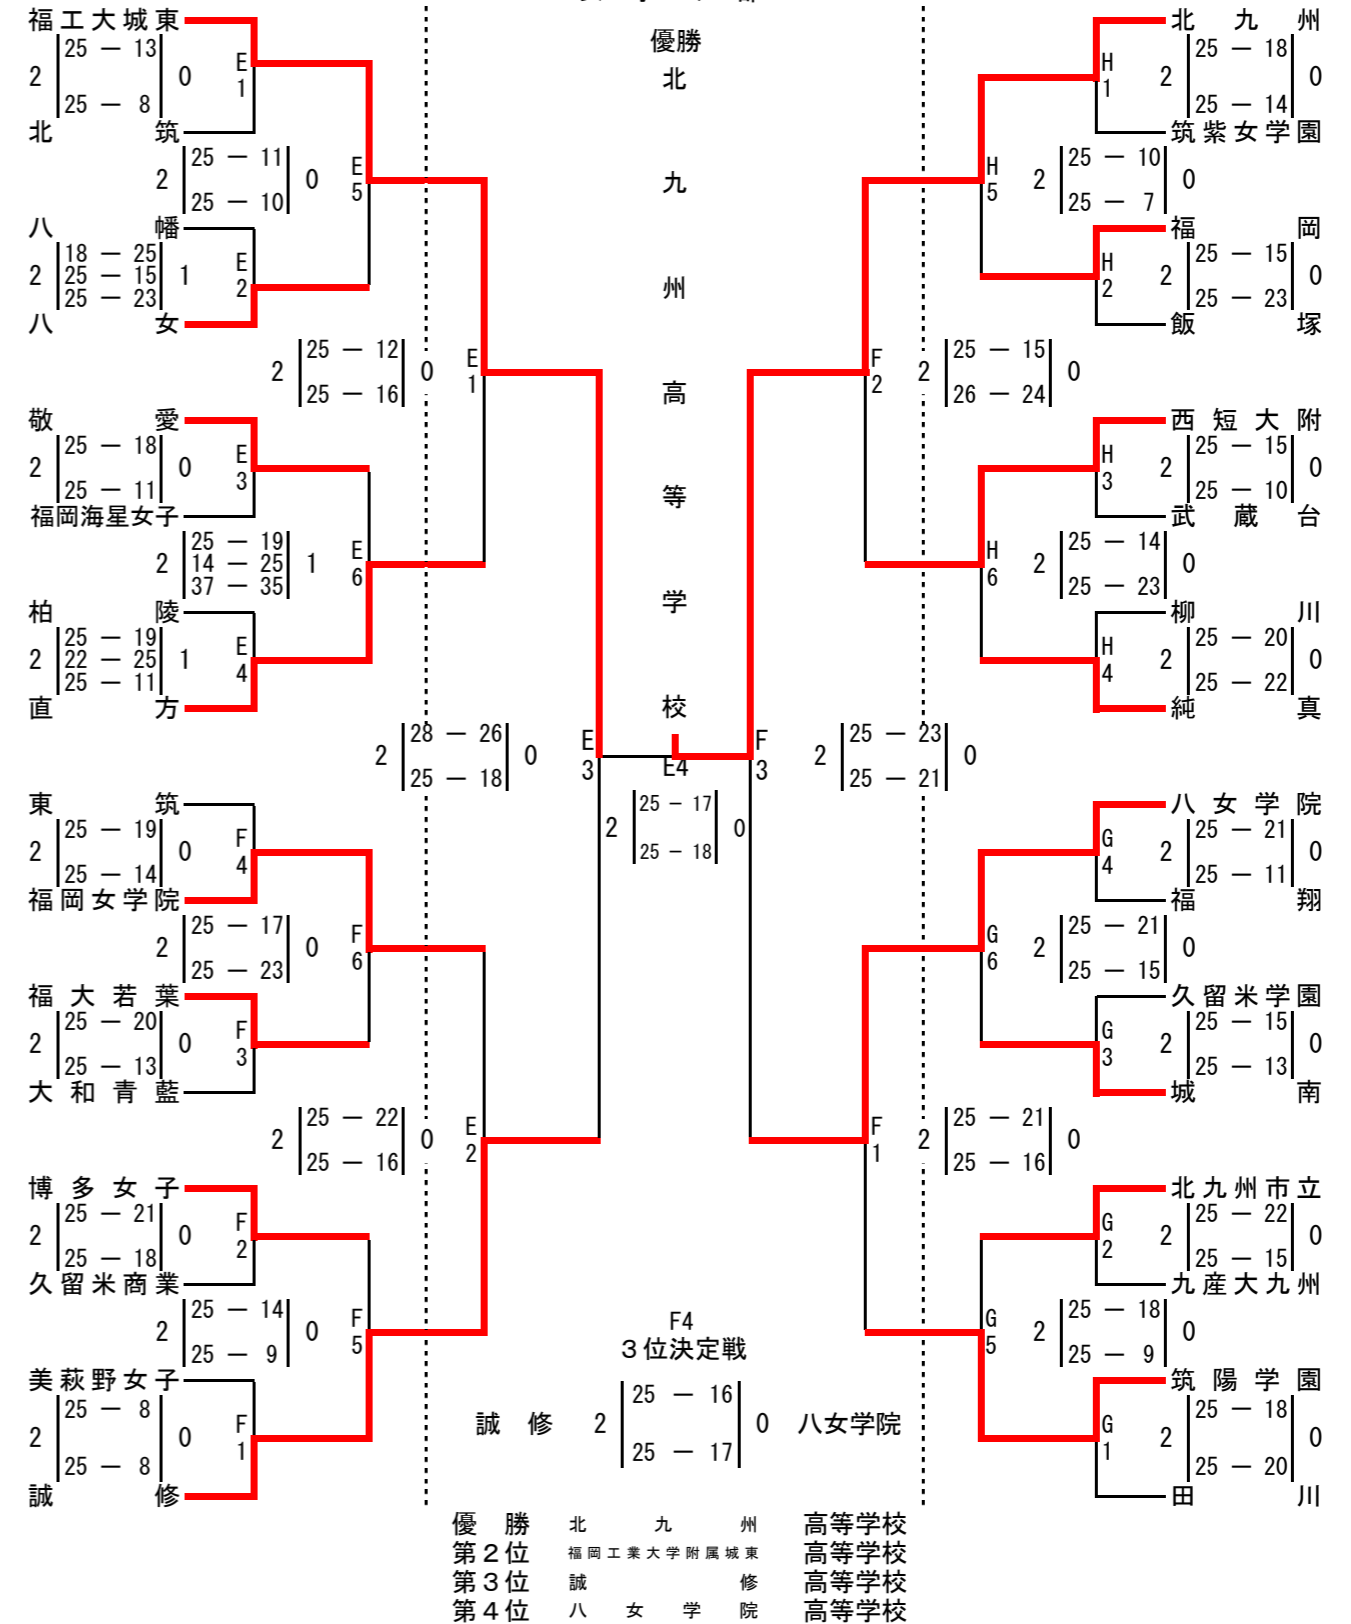 優勝
北九州高等学校
福工大城東
25 － 13
2 0 E1
25 － 8
北筑
25 － 11
2 0 E5
25 － 10
八幡
18 － 25
2 25 － 15 1 E2
25 － 23
八女
25 － 12
2 0 E1
25 － 16
敬愛
25 － 18
2 0 E3
25 － 11
福岡海星女子
25 － 19
2 14 － 25 1 E6
37 － 35
柏陵
25 － 19
2 22 － 25 1 E4
25 － 11
直方
28 － 26
2 0 E3
25 － 18
東筑
25 － 19
2 0 F4
25 － 14
福岡女学院
25 － 17
2 0 F6
25 － 23
福大若葉
25 － 20
2 0 F3
25 － 13
大和青藍
25 － 22
2 0 E2
25 － 16
博多女子
25 － 21
2 0 F2
25 － 18
久留米商業
25 － 14
2 0 F5
25 － 9
美萩野女子
25 － 8
2 0 F1
25 － 8
誠修
E4
25 － 17
2 0
25 － 18
北九州
25 － 18
H1 2 0
25 － 14
筑紫女学園
25 － 10
H5 2 0
25 － 7
福岡
25 － 15
H2 2 0
25 － 23
飯塚
25 － 15
F2 2 0
26 － 24
西短大附
25 － 15
H3 2 0
25 － 10
武蔵台
25 － 14
H6 2 0
25 － 23
柳川
25 － 20
H4 2 0
25 － 22
純真
25 － 23
F3 2 0
25 － 21
八女学院
25 － 21
G4 2 0
25 － 11
福翔
25 － 21
G6 2 0
25 － 15
久留米学園
25 － 15
G3 2 0
25 － 13
城南
25 － 21
F1 2 0
25 － 16
北九州市立
25 － 22
G2 2 0
25 － 15
九産大九州
25 － 18
G5 2 0
25 － 9
筑陽学園
25 － 18
G1 2 0
25 － 20
田川
F4
３位決定戦
25 － 16
誠修 2 0 八女学院
25 － 17
優勝 北九州 高等学校
第２位 福岡工業大学附属城東 高等学校
第３位 誠修 高等学校
第４位 八女学院 高等学校